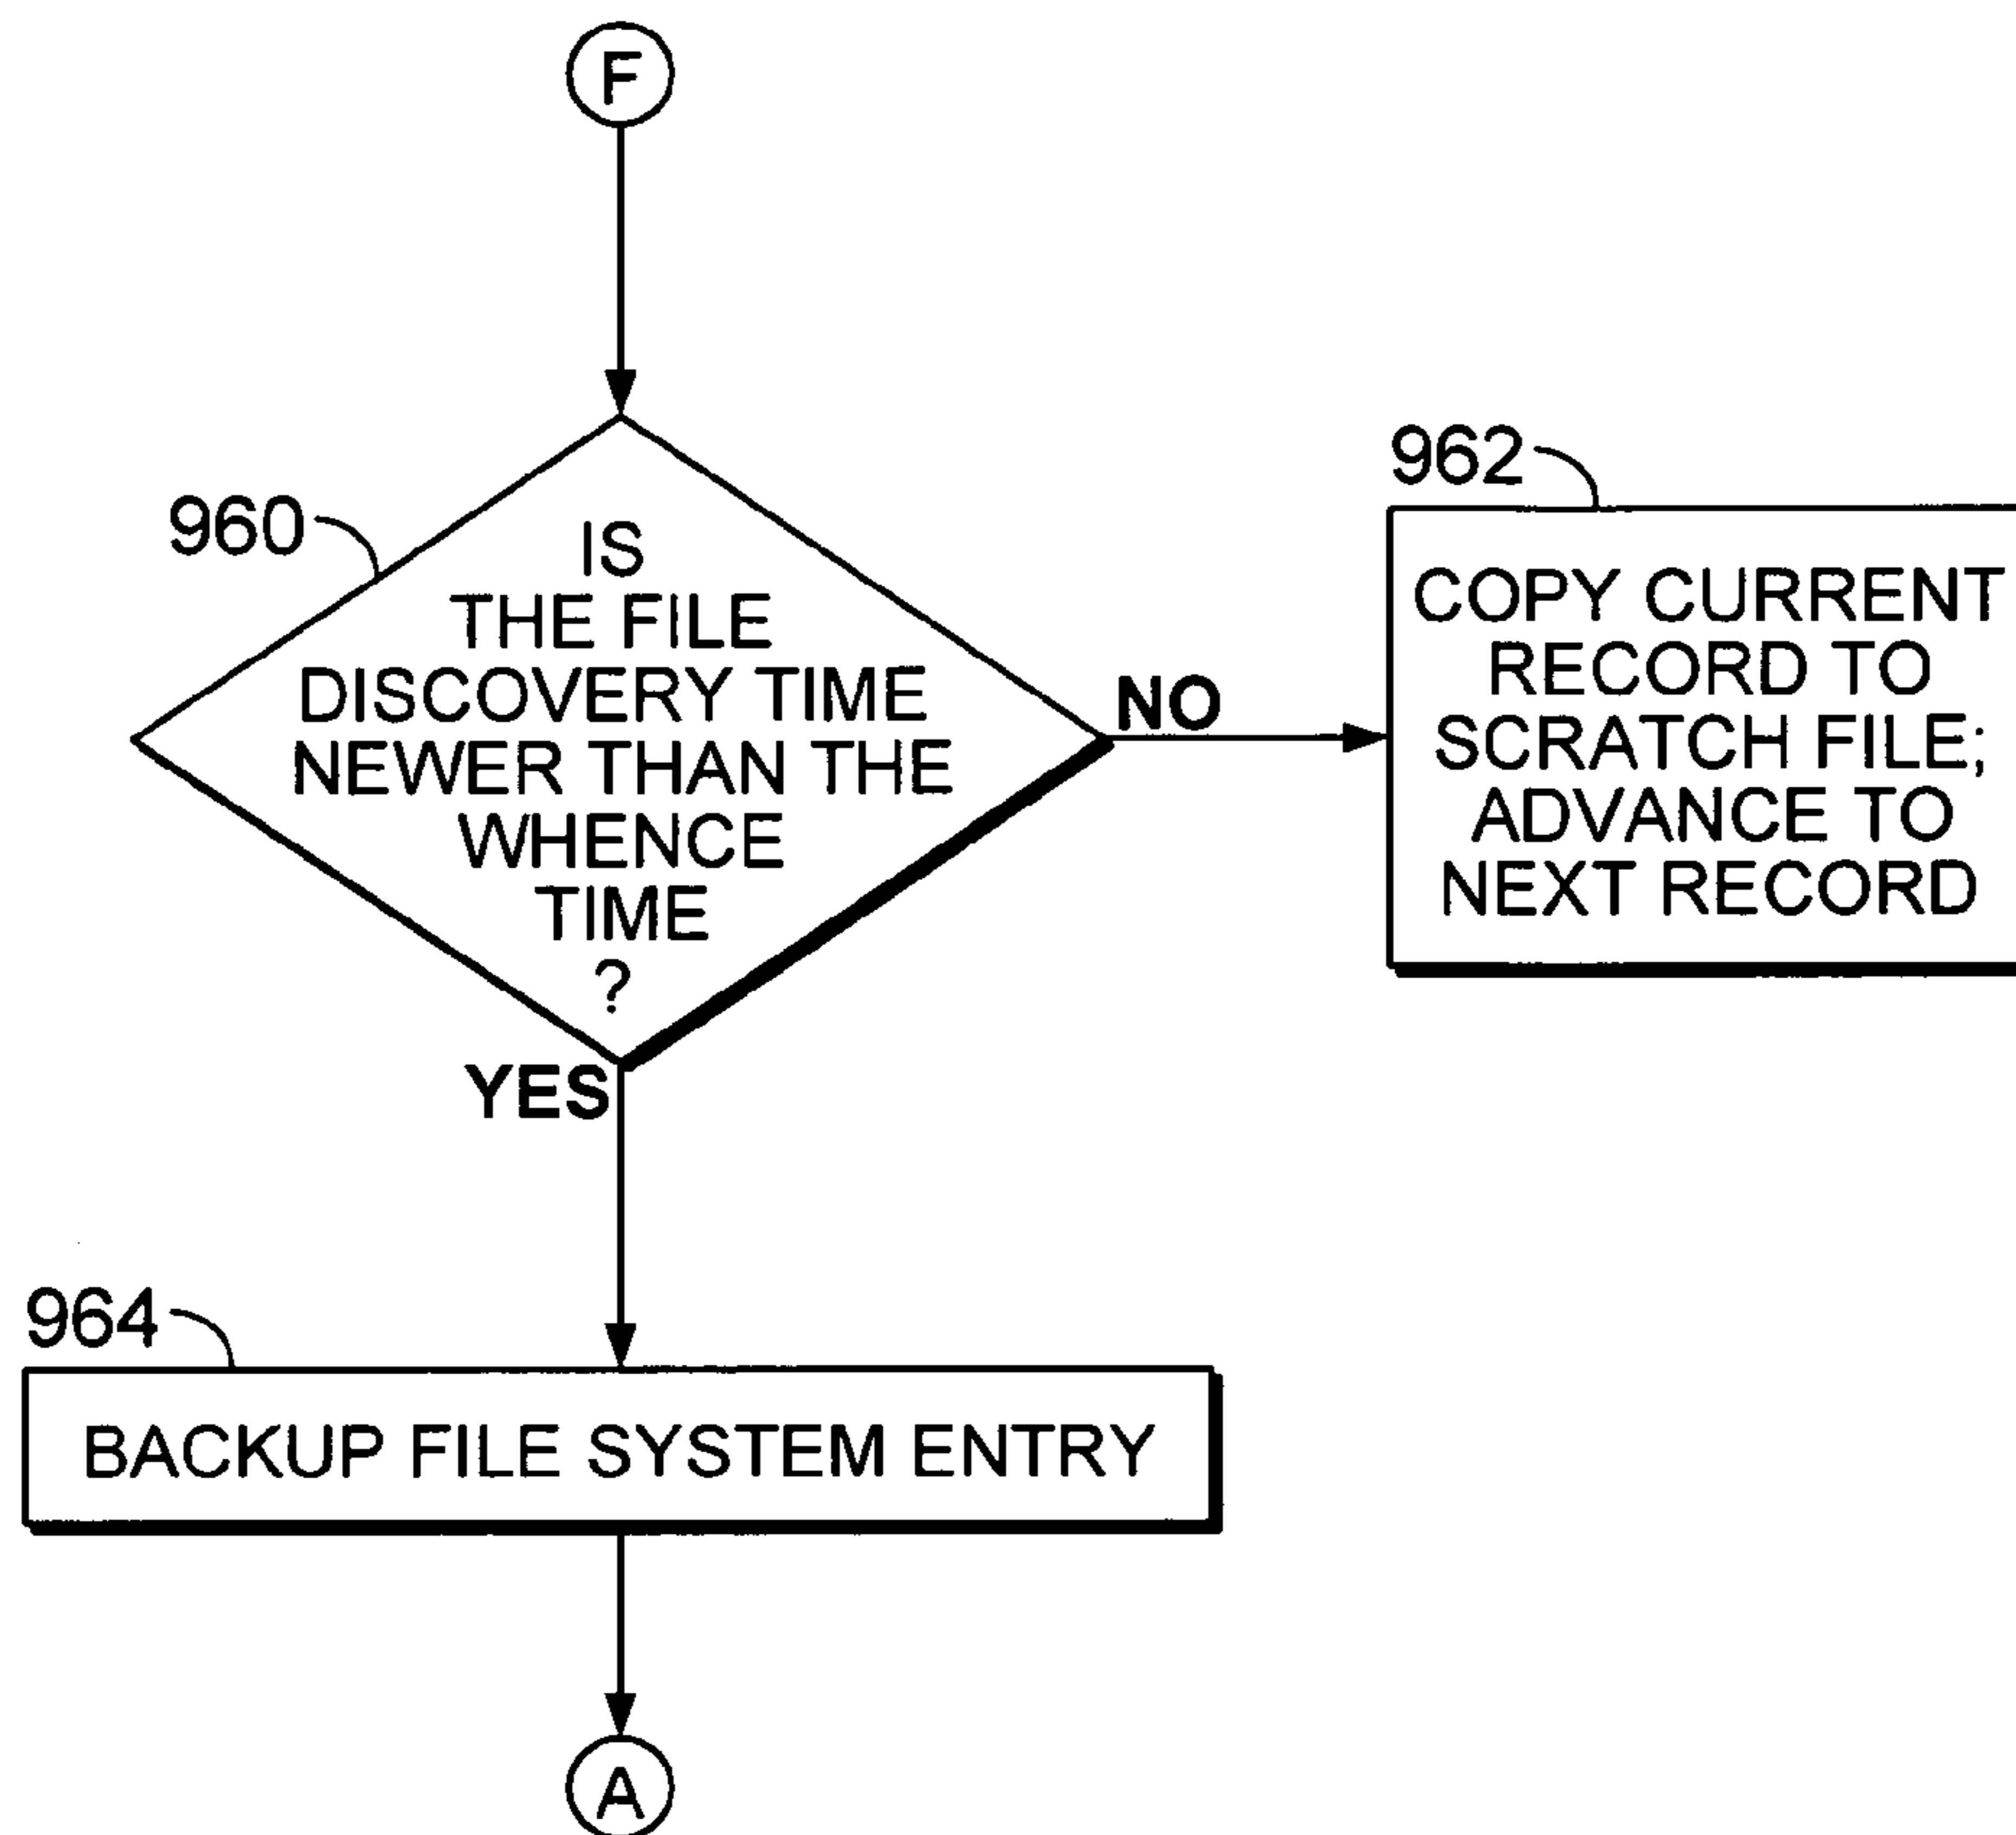 F
960
IS
THE FILE
DISCOVERY TIME
NEWER THAN THE
WHENCE
TIME
?
NO
YES
962
COPY CURRENT
RECORD TO
SCRATCH FILE;
ADVANCE TO
NEXT RECORD
964
BACKUP FILE SYSTEM ENTRY
A